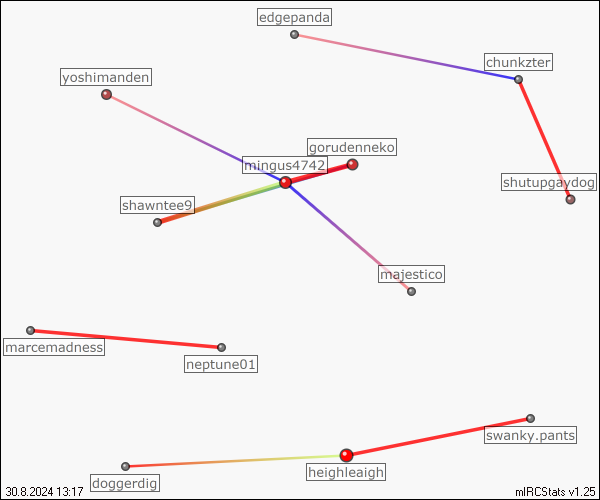 edgepanda
chunkzter
yoshimanden
gorudenneko
mingus4742
shutupgaydog
shawntee9
majestico
marcemadness
neptune01
swanky.pants
heighleaigh
doggerdig
30.8.2024 13:17
mIRCStats v1.25